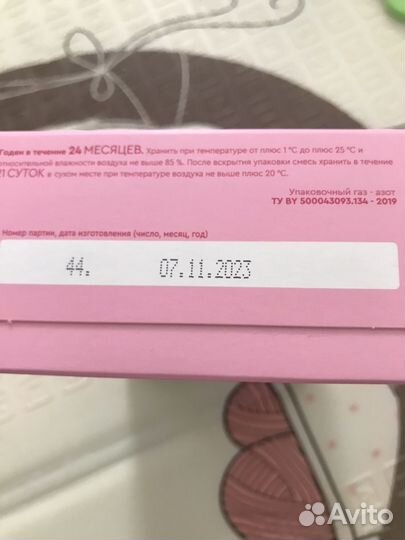 Годен в течение 24 МЕСЯЦЕВ. Хранить при температуре от плюс 1 °С до плюс 25 °С и
относительной влажности воздуха не выше 85 %. После вскрытия упаковки смесь хранить в течение
21 СУТОК в сухом месте при температуре воздуха не выше плюс 20 °С.
Упаковочный газ - азот
ТУ BY 500043093.134 - 2019
Номер партии, дата изготовления (число, месяц, год)
44. 07.11.2023
Avito